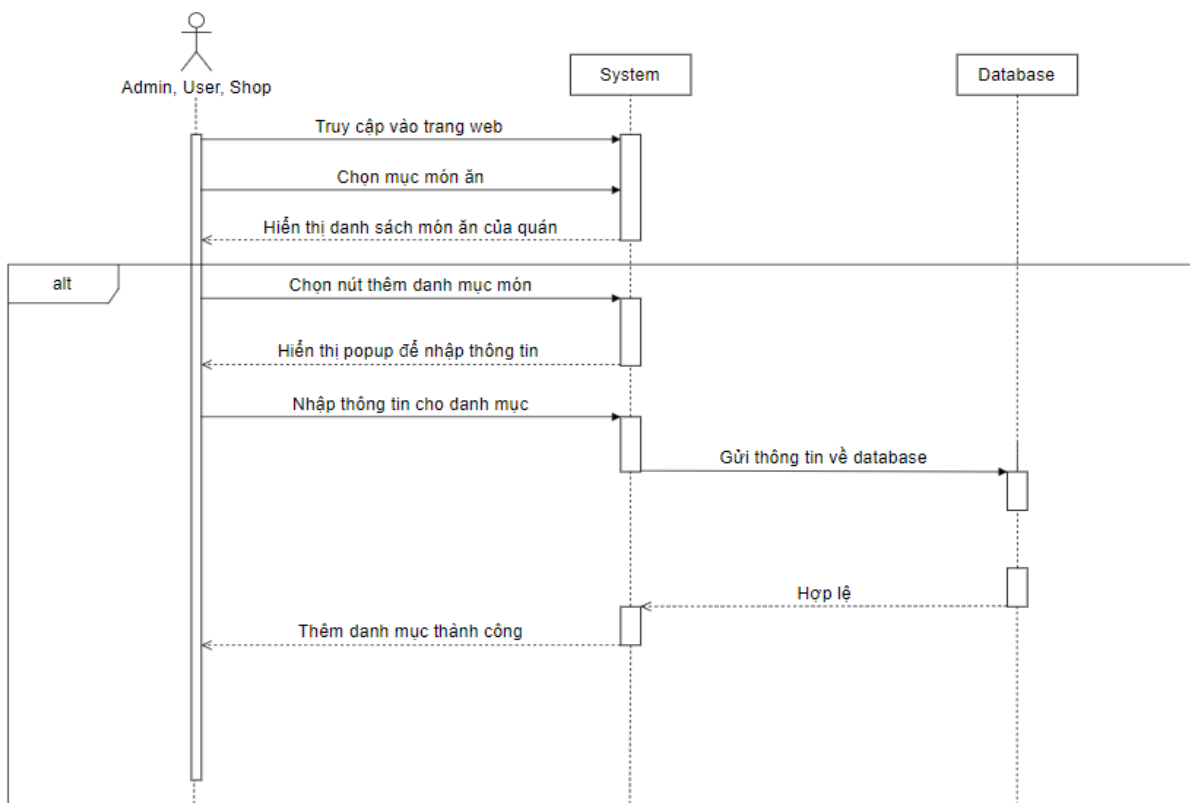 Admin, User, Shop
System
Database
Truy cập vào trang web
Chọn mục món ăn
Hiển thị danh sách món ăn của quán
alt
Chọn nút thêm danh mục món
Hiển thị popup để nhập thông tin
Nhập thông tin cho danh mục
Gửi thông tin về database
Hợp lệ
Thêm danh mục thành công